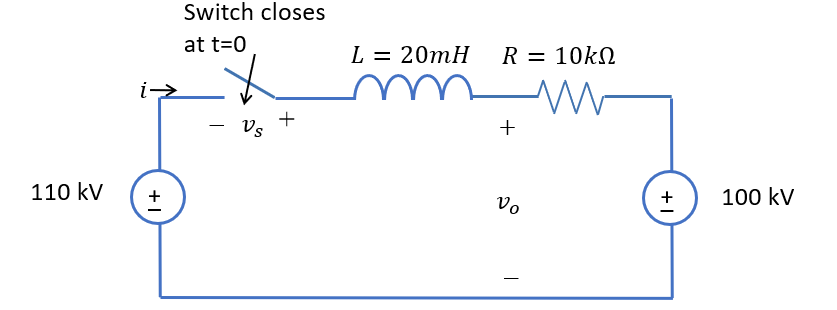 Switch closes
at t=0
L = 20mH
R = 10kΩ
i
− v_s +
+
110 kV
+
−
v_o
+
−
100 kV
−